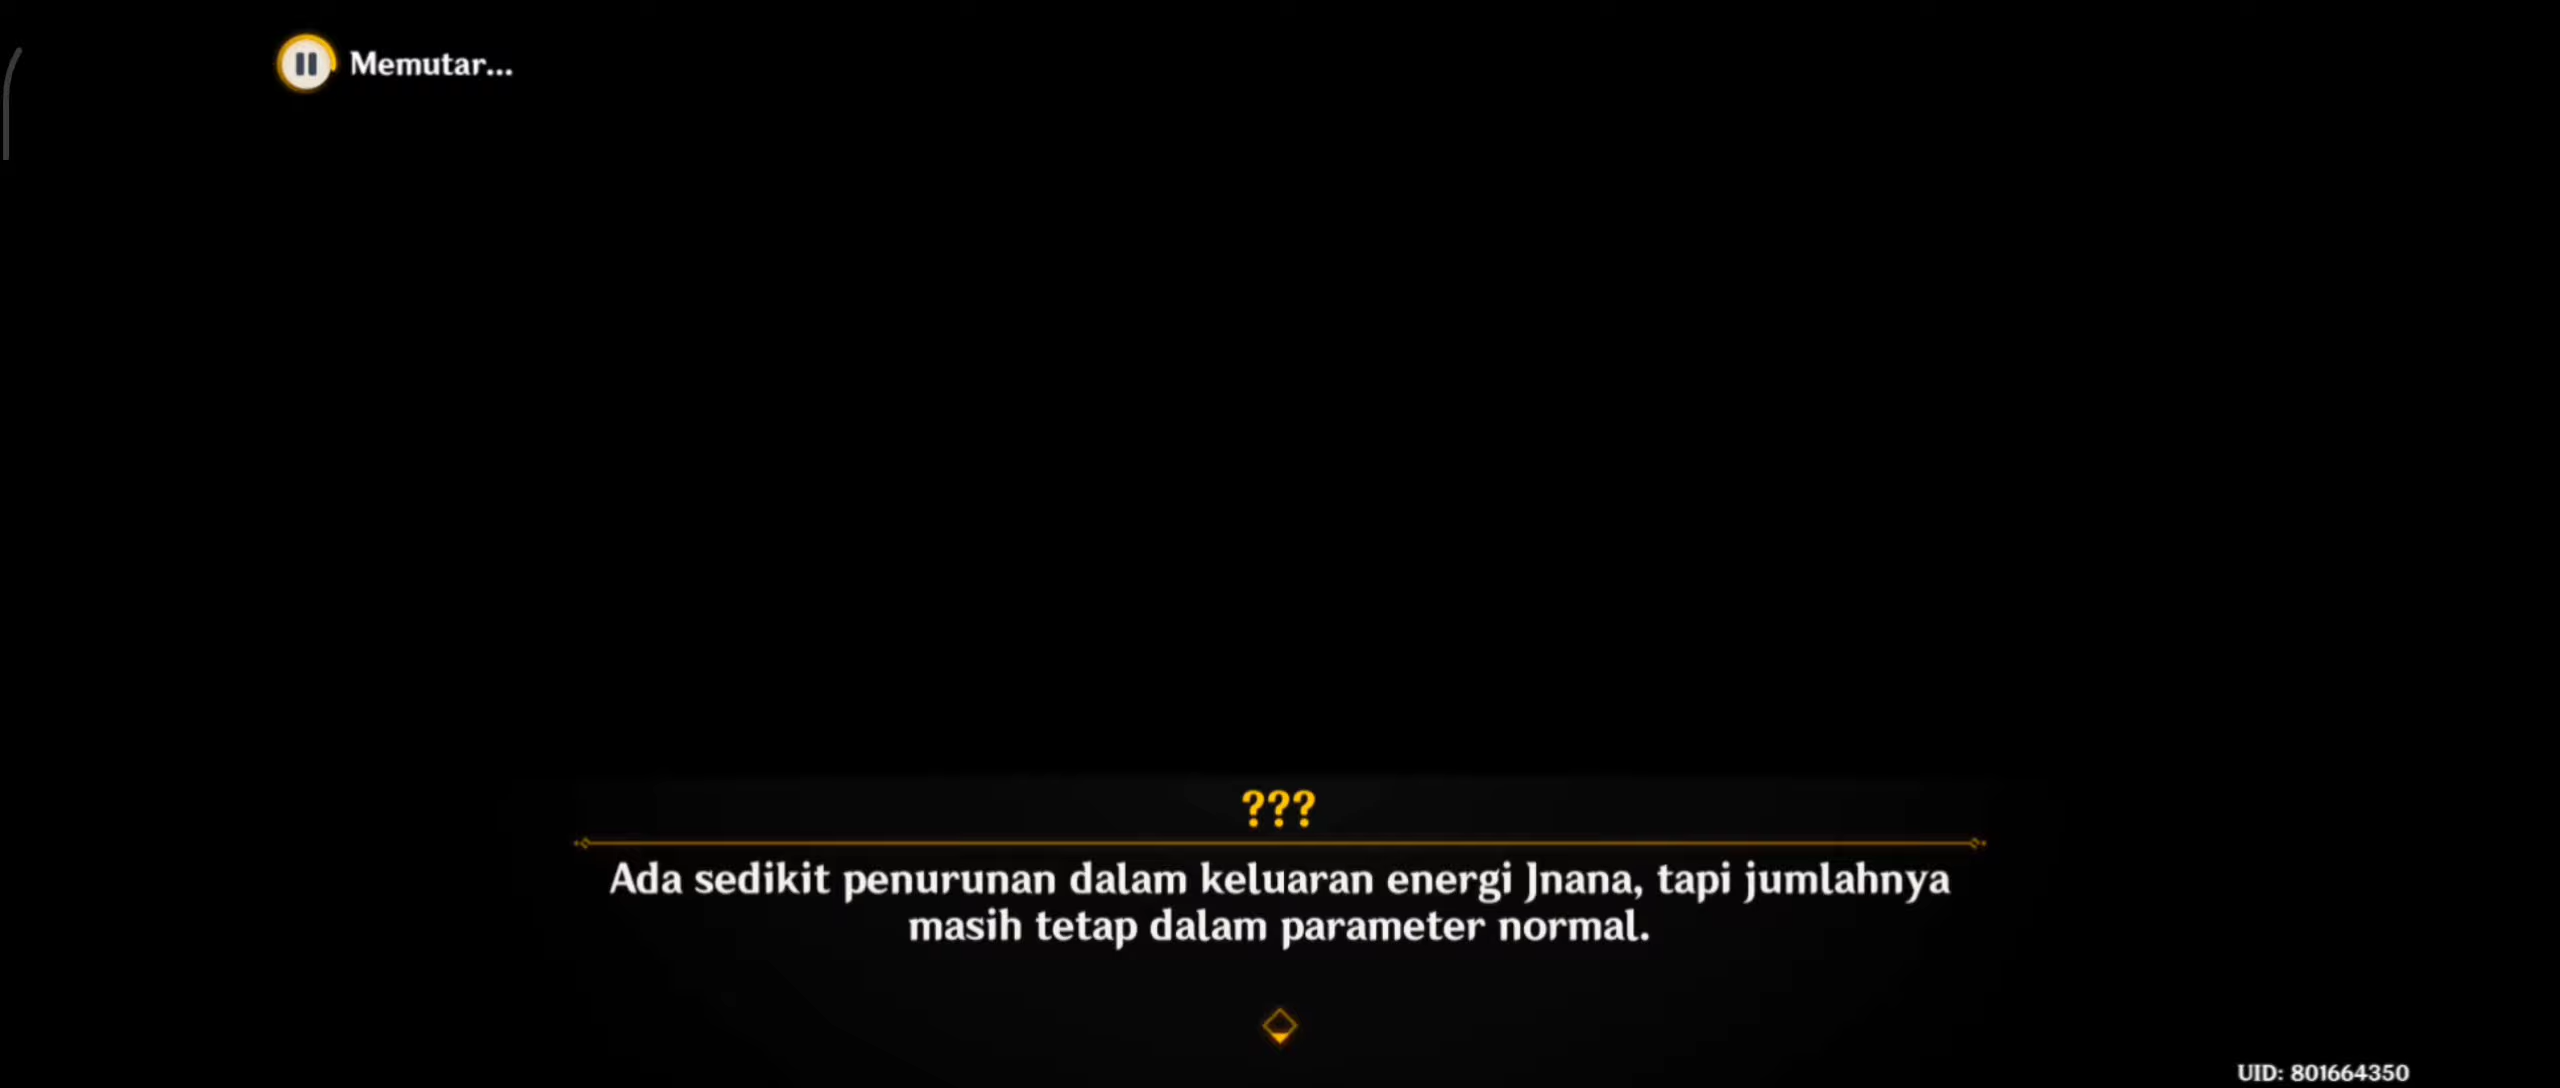 Memutar...
???
Ada sedikit penurunan dalam keluaran energi Jnana, tapi jumlahnya
masih tetap dalam parameter normal.
UID: 801664350